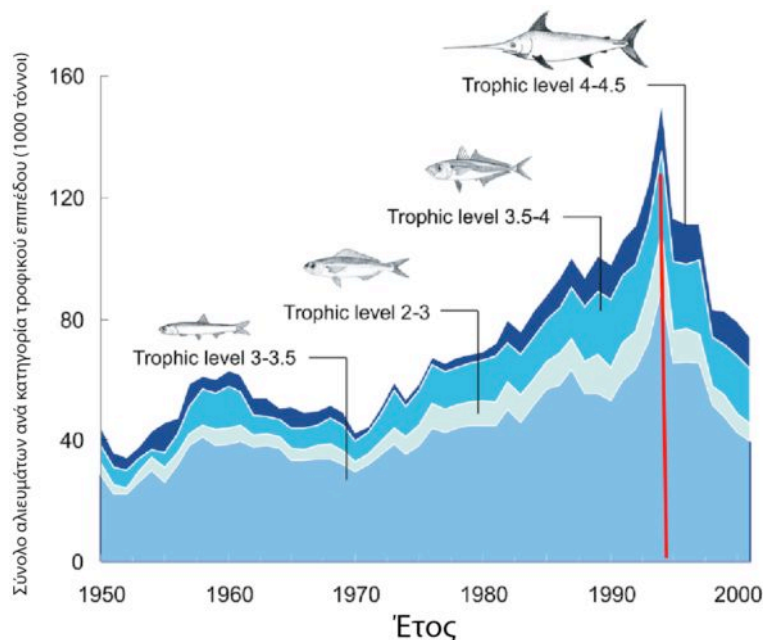 Σύνολο αλιευμάτων ανά κατηγορία τροφικού επιπέδου (1000 τόννοι)
160
120
80
40
0
Trophic level 4-4.5
Trophic level 3.5-4
Trophic level 2-3
Trophic level 3-3.5
1950
1960
1970
1980
1990
2000
Έτος